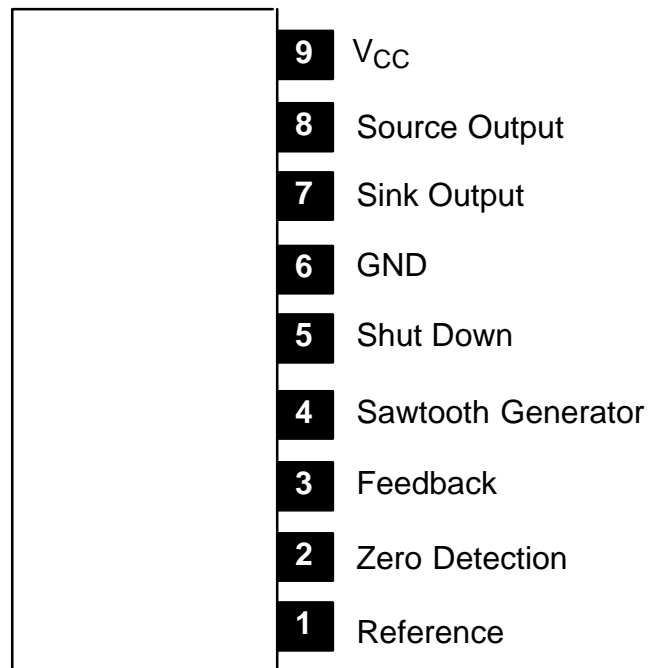 9 VCC
8 Source Output
7 Sink Output
6 GND
5 Shut Down
4 Sawtooth Generator
3 Feedback
2 Zero Detection
1 Reference